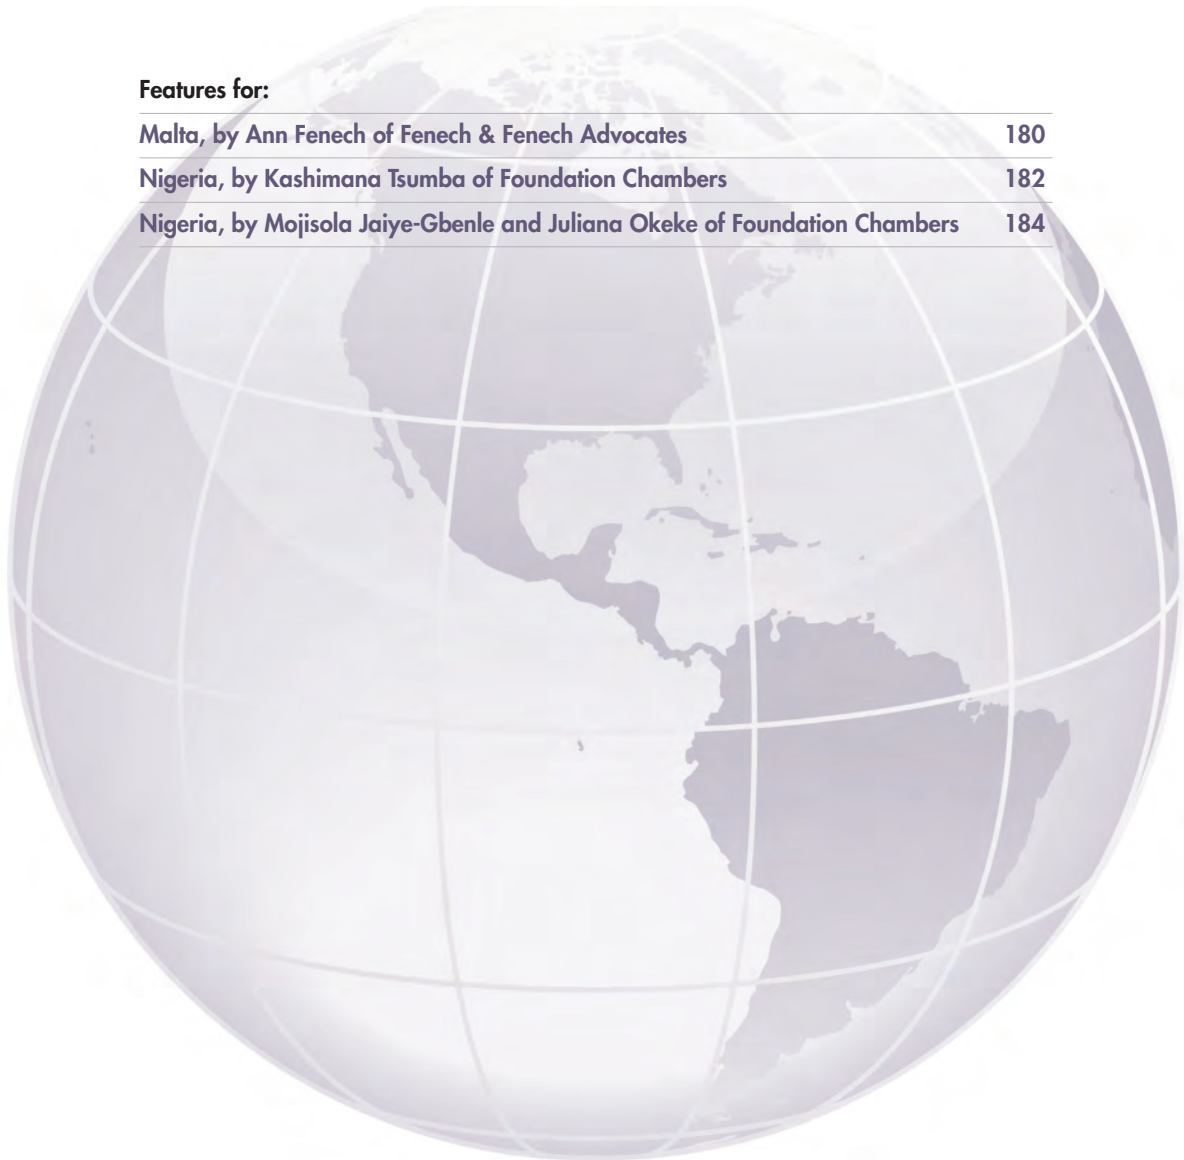 Features for:
Malta, by Ann Fenech of Fenech & Fenech Advocates 180
Nigeria, by Kashimana Tsumba of Foundation Chambers 182
Nigeria, by Mojisola Jaiye-Gbenle and Juliana Okeke of Foundation Chambers 184